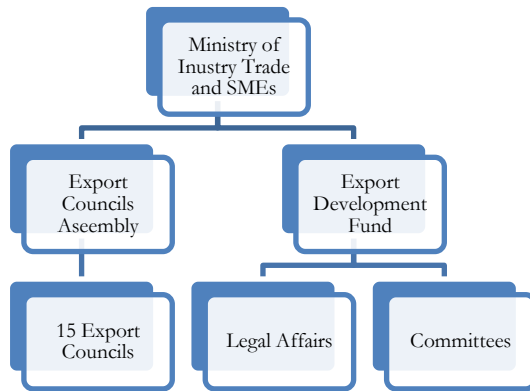 Ministry of
Inustry Trade
and SMEs
Export
Councils
Aseembly
Export
Development
Fund
15 Export
Councils
Legal Affairs
Committees